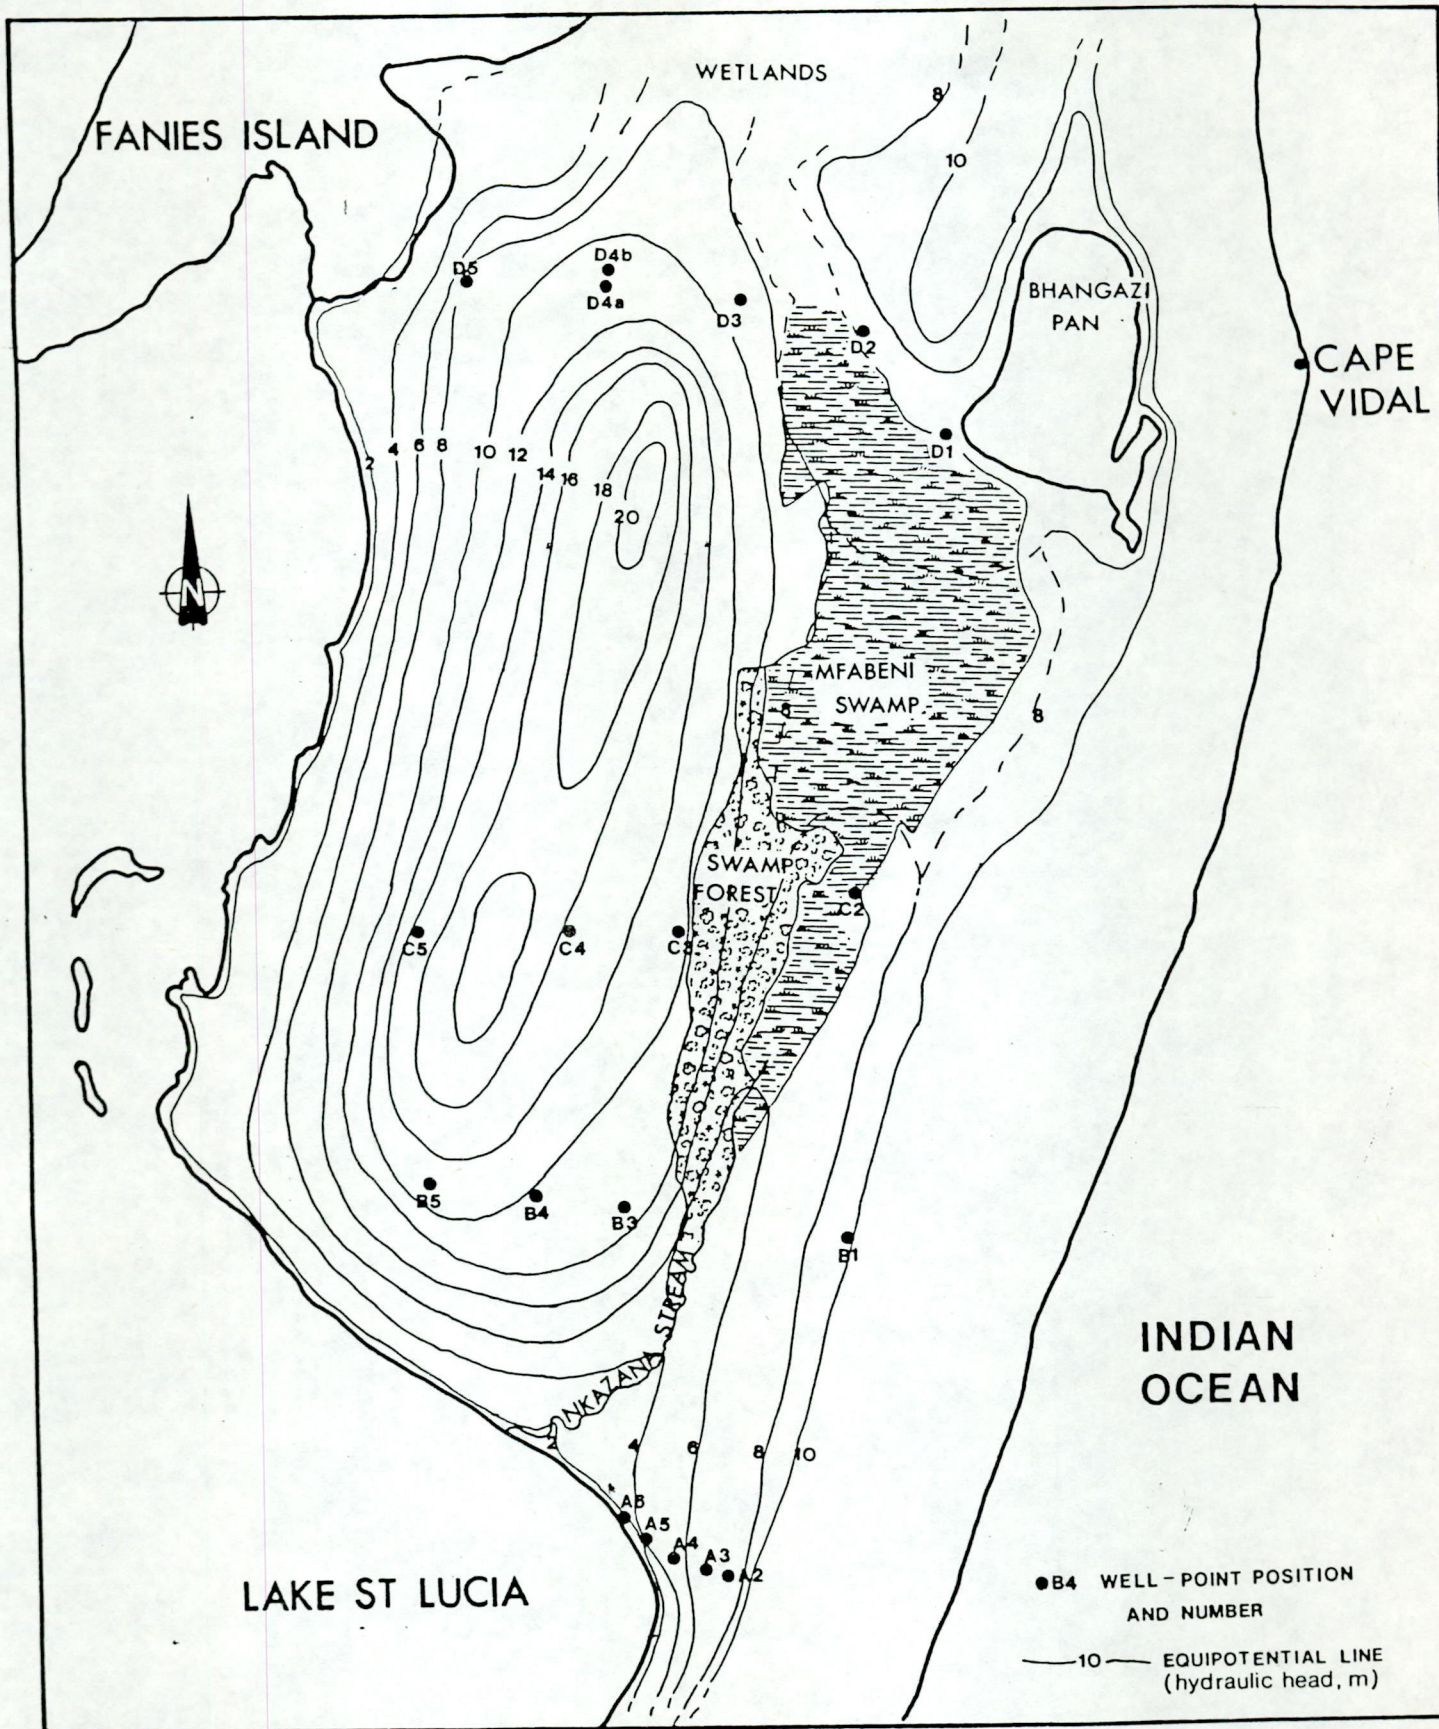 WETLANDS
8
FANIES ISLAND
10
D4b
D5
D4a
D3
BHANGAZI
PAN
D2
CAPE
VIDAL
D1
2
4
6
8
10
12
14
16
18
20
N
MFABENI
SWAMP
8
8
SWAMP
FOREST
C2
C5
C4
C3
B5
B4
B3
B1
NKAZANA STREAM
INDIAN
OCEAN
2
4
6
8
10
A5
A4
A3
A2
LAKE ST LUCIA
B4 WELL-POINT POSITION
AND NUMBER
10 EQUIPOTENTIAL LINE
(hydraulic head, m)